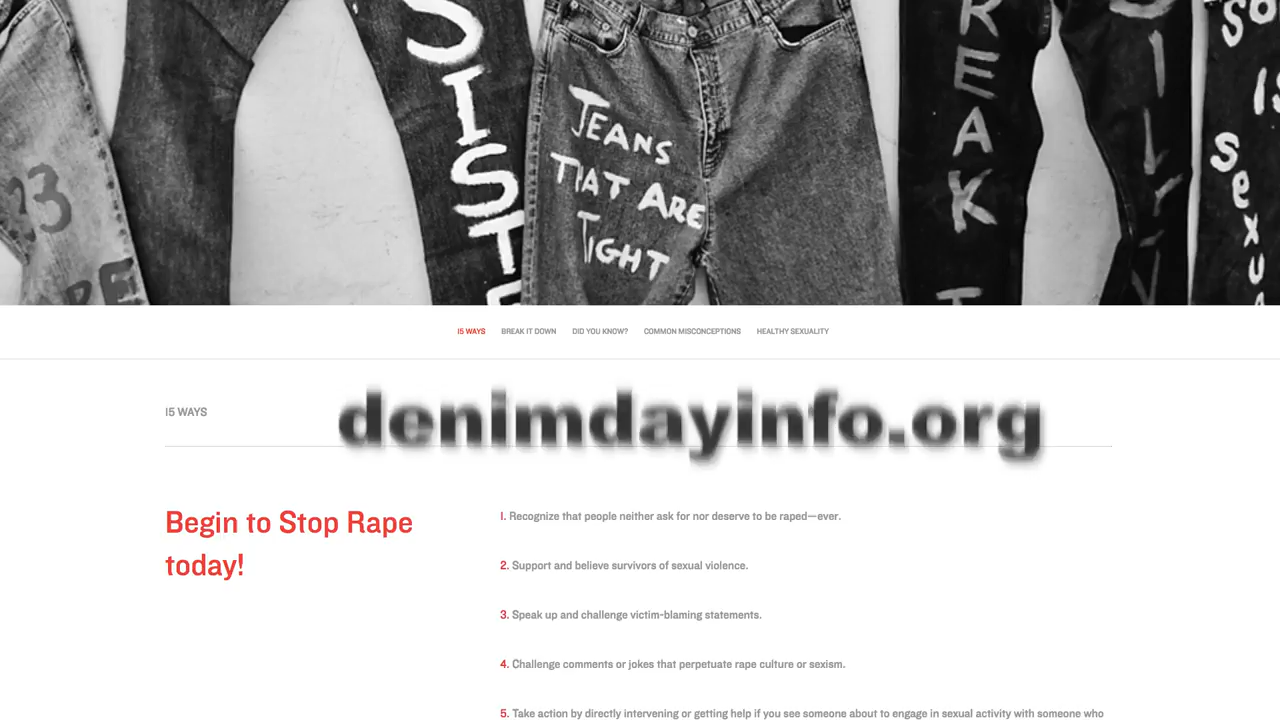 SIST
JEANS
THAT ARE
TIGHT
REAK
SO
IS
Sexu
15 WAYS BREAK IT DOWN DID YOU KNOW? COMMON MISCONCEPTIONS HEALTHY SEXUALITY
15 WAYS
denimdayinfo.org
Begin to Stop Rape
today!
1. Recognize that people neither ask for nor deserve to be raped—ever.
2. Support and believe survivors of sexual violence.
3. Speak up and challenge victim-blaming statements.
4. Challenge comments or jokes that perpetuate rape culture or sexism.
5. Take action by directly intervening or getting help if you see someone about to engage in sexual activity with someone who